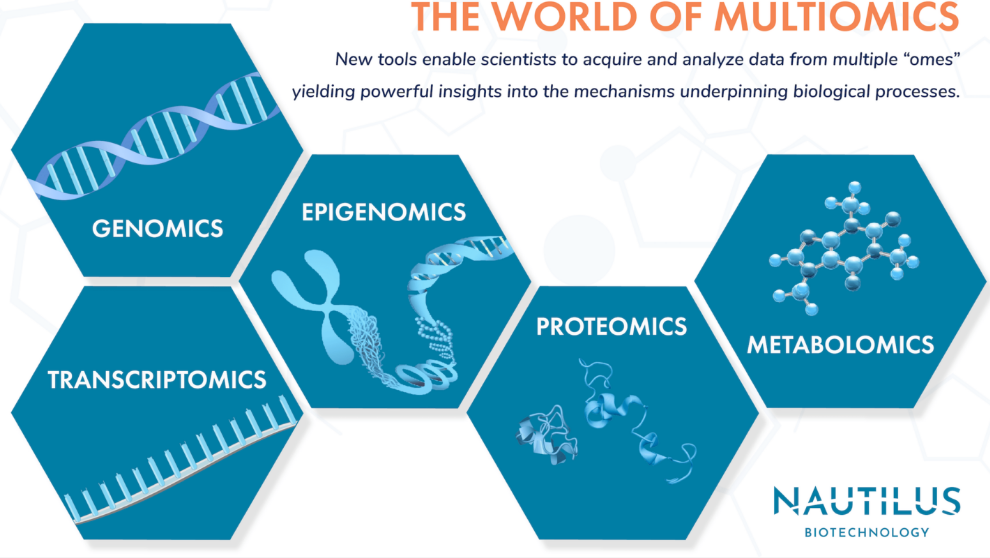 THE WORLD OF MULTIOMICS
New tools enable scientists to acquire and analyze data from multiple “omes”
yielding powerful insights into the mechanisms underpinning biological processes.
GENOMICS
EPIGENOMICS
TRANSCRIPTOMICS
PROTEOMICS
METABOLOMICS
NAUTILUS
BIOTECHNOLOGY